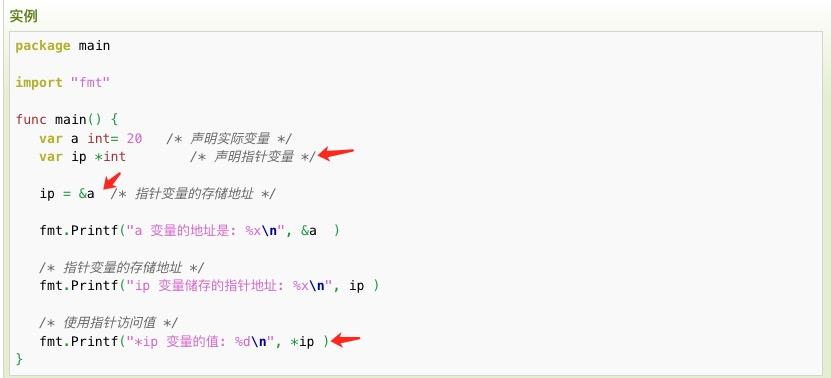 实例
package main
import "fmt"
func main() {
var a int= 20   /* 声明实际变量 */
var ip *int        /* 声明指针变量 */
ip = &a  /* 指针变量的存储地址 */
fmt.Printf("a 变量的地址是: %x\n", &a  )
/* 指针变量的存储地址 */
fmt.Printf("ip 变量储存的指针地址: %x\n", ip )
/* 使用指针访问值 */
fmt.Printf("*ip 变量的值: %d\n", *ip )
}